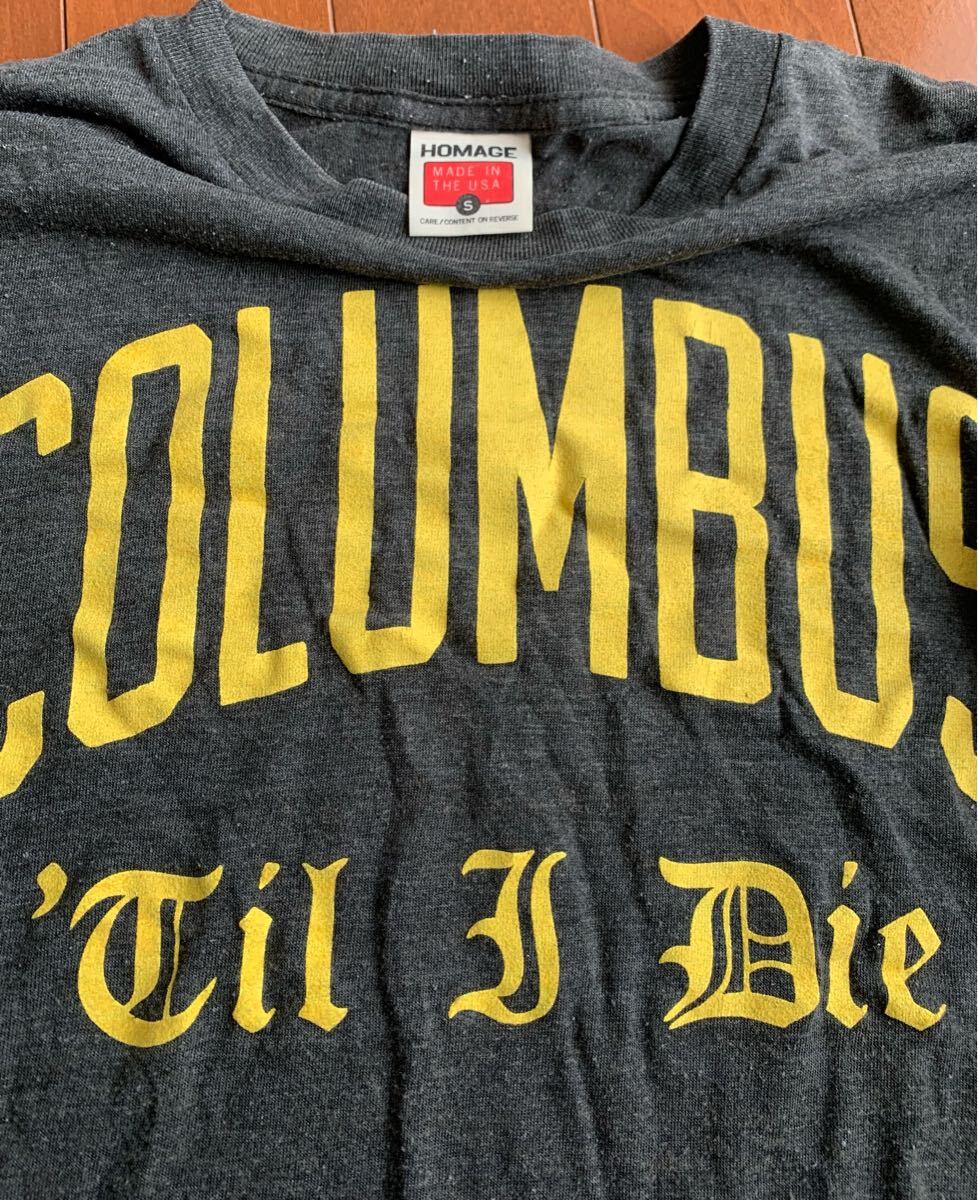 HOMAGE
MADE IN
THE USA
S
CARE/CONTENT ON REVERSE
COLUMBUS
'Til I Die